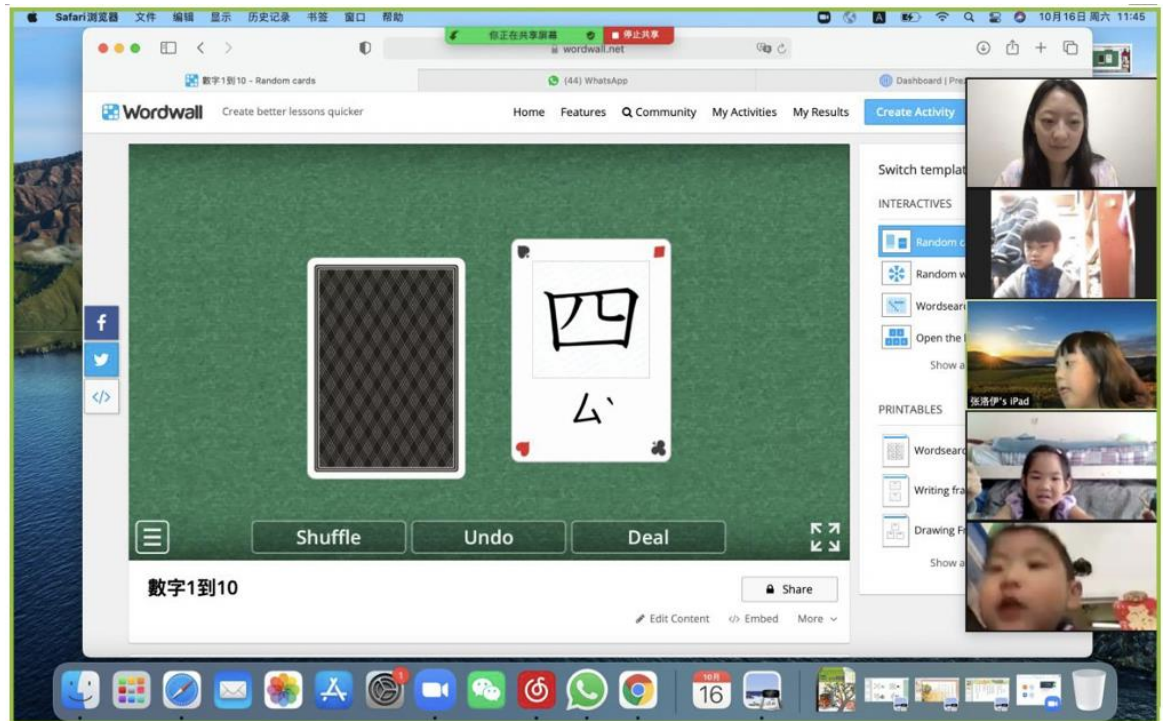 Safari浏览器 文件 编辑 显示 历史记录 书签 窗口 帮助
10月16日 周六 11:45
你正在共享屏幕 停止共享
wordwall.net
數字1到10 - Random cards
(44) WhatsApp
Dashboard | Pre
Wordwall Create better lessons quicker
Home Features Community My Activities My Results Create Activity
Switch templat
INTERACTIVES
Random c
Random w
Wordsear
Open the
Show a
PRINTABLES
Wordsearc
Writing fra
Drawing Fr
Show a
四
ㄙˋ
Shuffle Undo Deal
數字1到10
Share
Edit Content </> Embed More
f
</>
张洛伊's iPad
10月
16
1